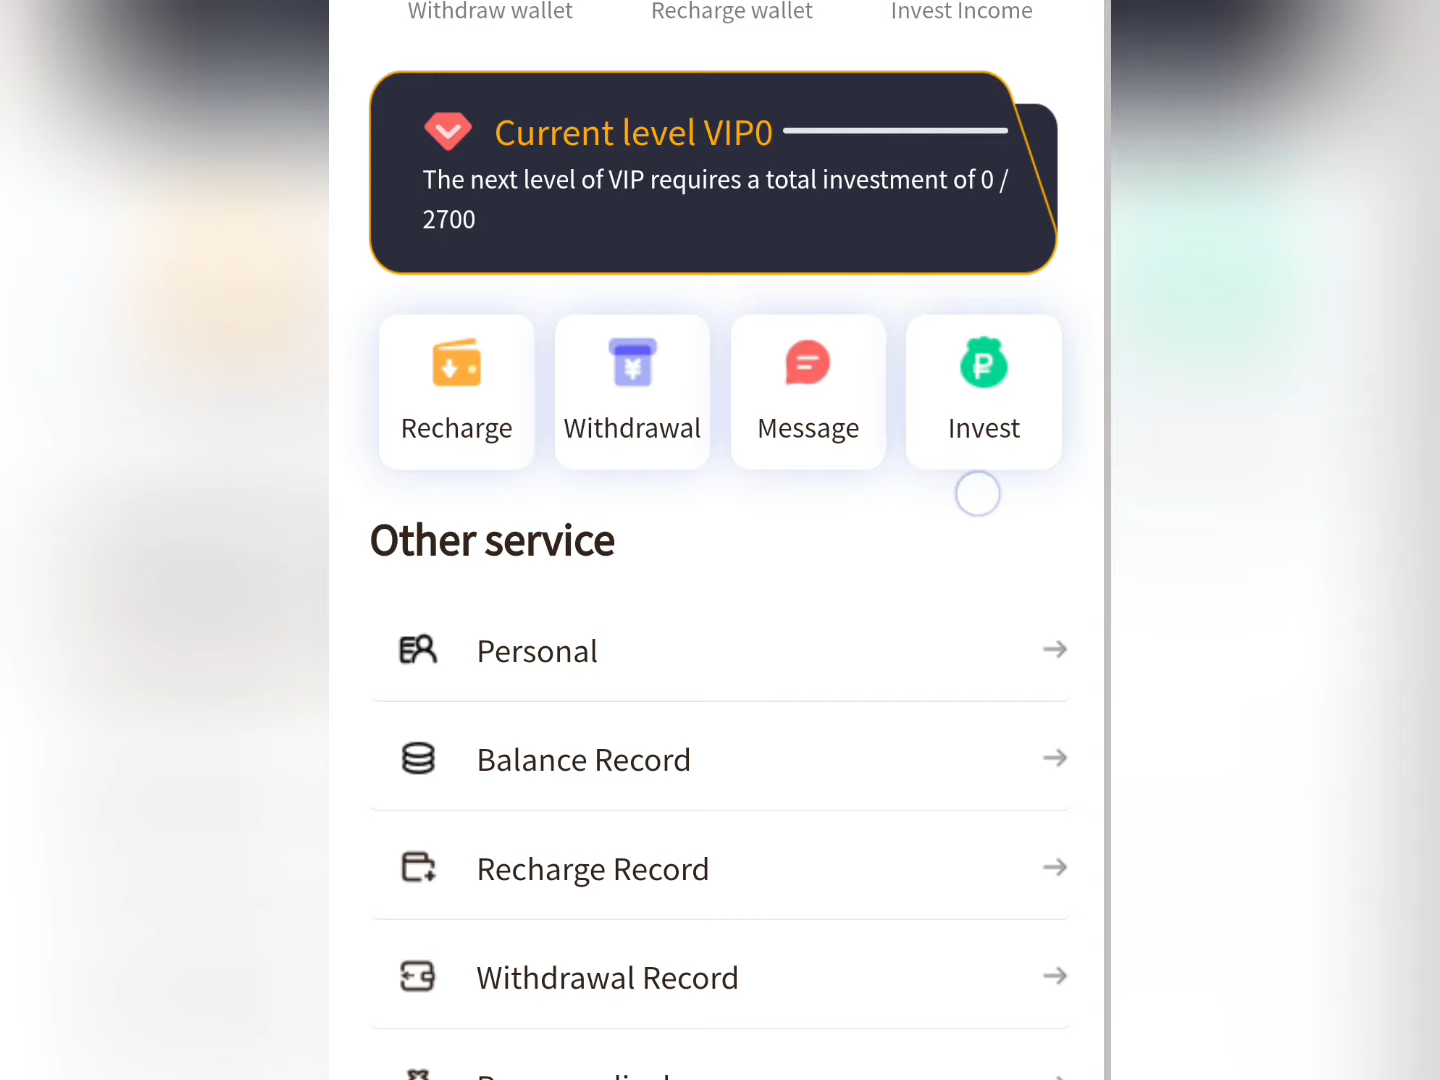 Withdraw wallet
Recharge wallet
Invest Income
Current level VIP0
The next level of VIP requires a total investment of 0 /
2700
Recharge
Withdrawal
Message
Invest
Other service
Personal
Balance Record
Recharge Record
Withdrawal Record